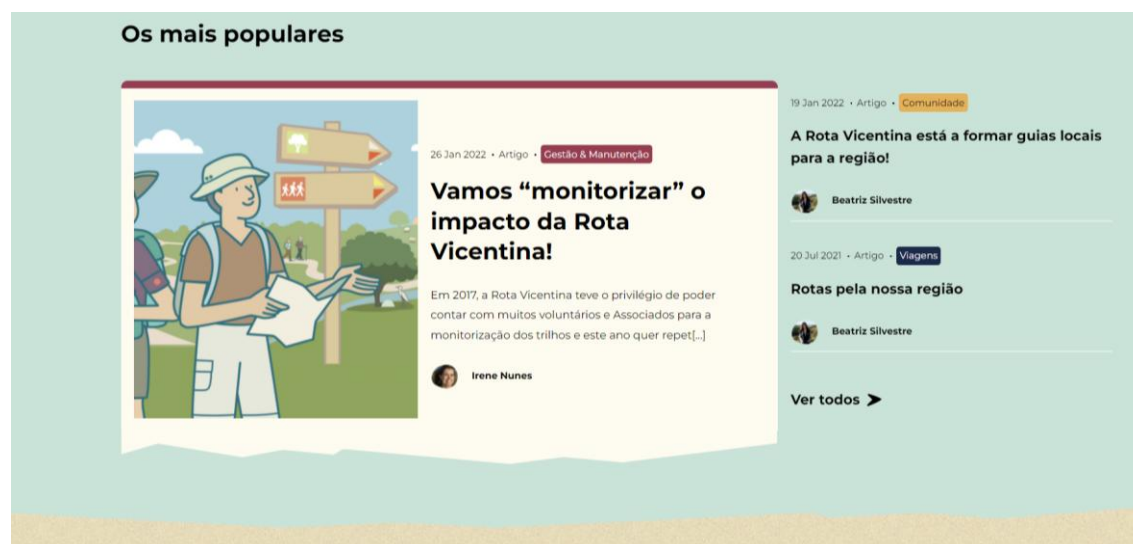 Os mais populares
26 Jan 2022 • Artigo • Gestão & Manutenção
Vamos “monitorizar” o
impacto da Rota
Vicentina!
Em 2017, a Rota Vicentina teve o privilégio de poder
contar com muitos voluntários e Associados para a
monitorização dos trilhos e este ano quer repet[...]
Irene Nunes
19 Jan 2022 • Artigo • Comunidade
A Rota Vicentina está a formar guias locais
para a região!
Beatriz Silvestre
20 Jul 2021 • Artigo • Viagens
Rotas pela nossa região
Beatriz Silvestre
Ver todos